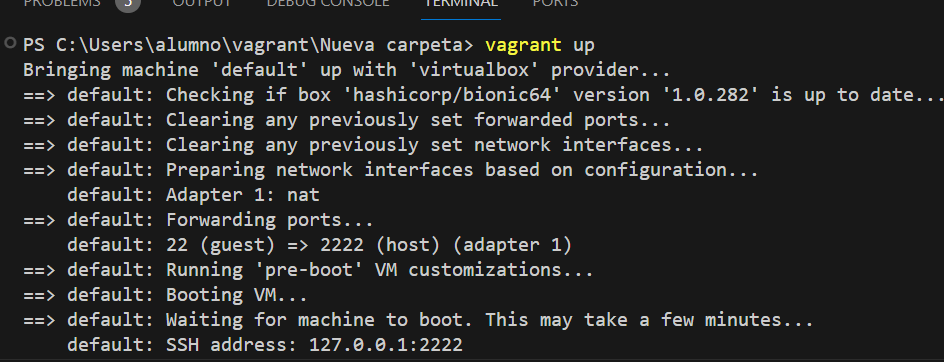 PROBLEMS 5 OUTPUT DEBUG CONSOLE TERMINAL PORTS
PS C:\Users\alumno\vagrant\Nueva carpeta> vagrant up
Bringing machine 'default' up with 'virtualbox' provider...
==> default: Checking if box 'hashicorp/bionic64' version '1.0.282' is up to date...
==> default: Clearing any previously set forwarded ports...
==> default: Clearing any previously set network interfaces...
==> default: Preparing network interfaces based on configuration...
    default: Adapter 1: nat
==> default: Forwarding ports...
    default: 22 (guest) => 2222 (host) (adapter 1)
==> default: Running 'pre-boot' VM customizations...
==> default: Booting VM...
==> default: Waiting for machine to boot. This may take a few minutes...
    default: SSH address: 127.0.0.1:2222